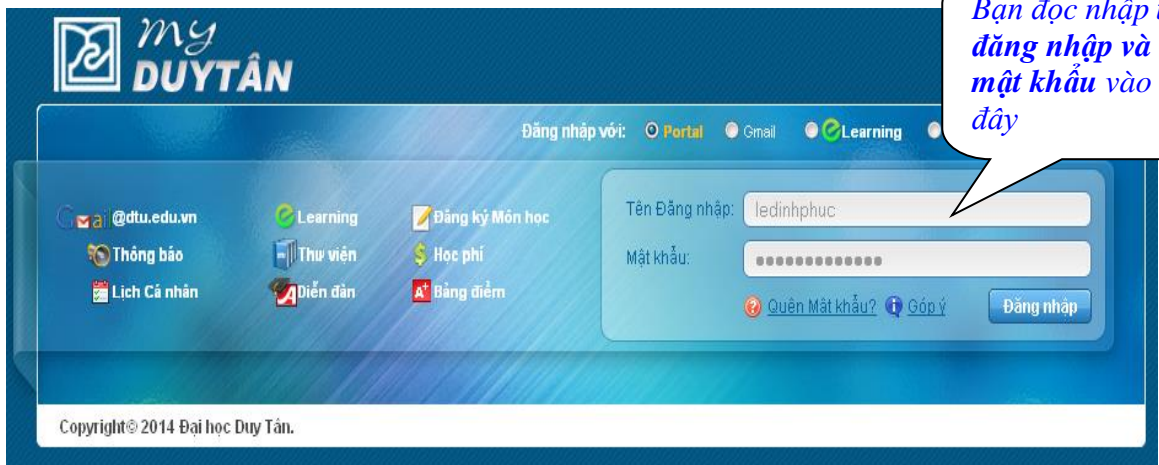 my
DUYTÂN
Bạn đọc nhập
đăng nhập và
mật khẩu vào
đây
Đăng nhập với: Portal Gmail Learning
Gmail @dtu.edu.vn Learning Đăng ký Môn học
Thông báo Thư viện Học phí
Lịch Cá nhân Diễn đàn A+ Bảng điểm
Tên Đăng nhập: ledinhphuc
Mật khẩu: •••••••••••••
Quên Mật khẩu? Góp ý Đăng nhập
Copyright© 2014 Đại học Duy Tân.